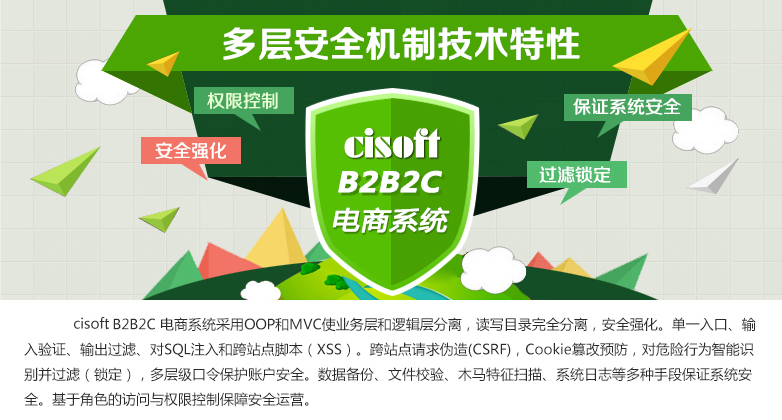 多层安全机制技术特性
权限控制
保证系统安全
安全强化
过滤锁定
cisoft
B2B2C
电商系统
cisoft B2B2C 电商系统采用OOP和MVC使业务层和逻辑层分离，读写目录完全分离，安全强化。单一入口、输
入验证、输出过滤、对SQL注入和跨站点脚本（XSS）。跨站点请求伪造(CSRF)，Cookie篡改预防，对危险行为智能识
别并过滤（锁定），多层级口令保护账户安全。数据备份、文件校验、木马特征扫描、系统日志等多种手段保证系统安
全。基于角色的访问与权限控制保障安全运营。